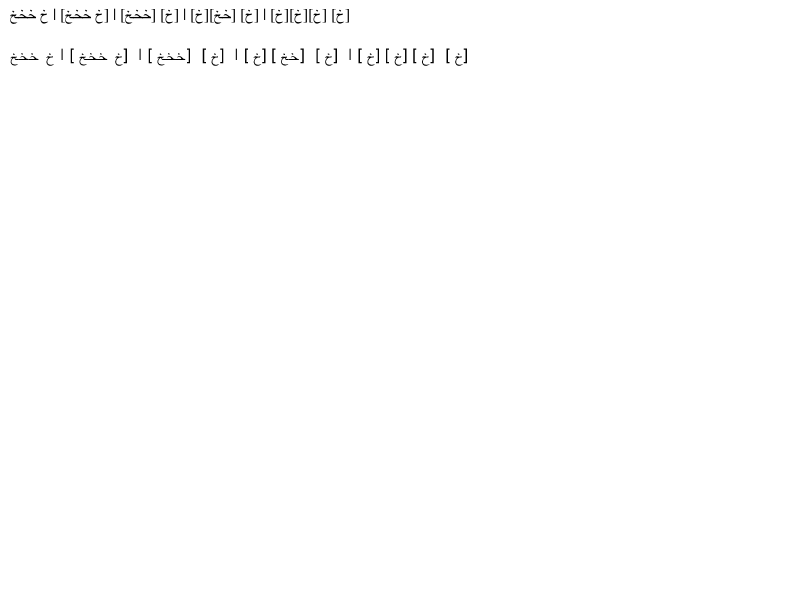 [خ] [خ][خ][خ] | [خ] [خخ][خ] | [خ] [خخخ] | [خ خخخ] | خ خخخ
[خ ] [خ ] [خ ] [خ ] | [خ ] [خخ ] [خ ] | [خ ] [خخخ ] | [خ خخخ ] | خ خخخ